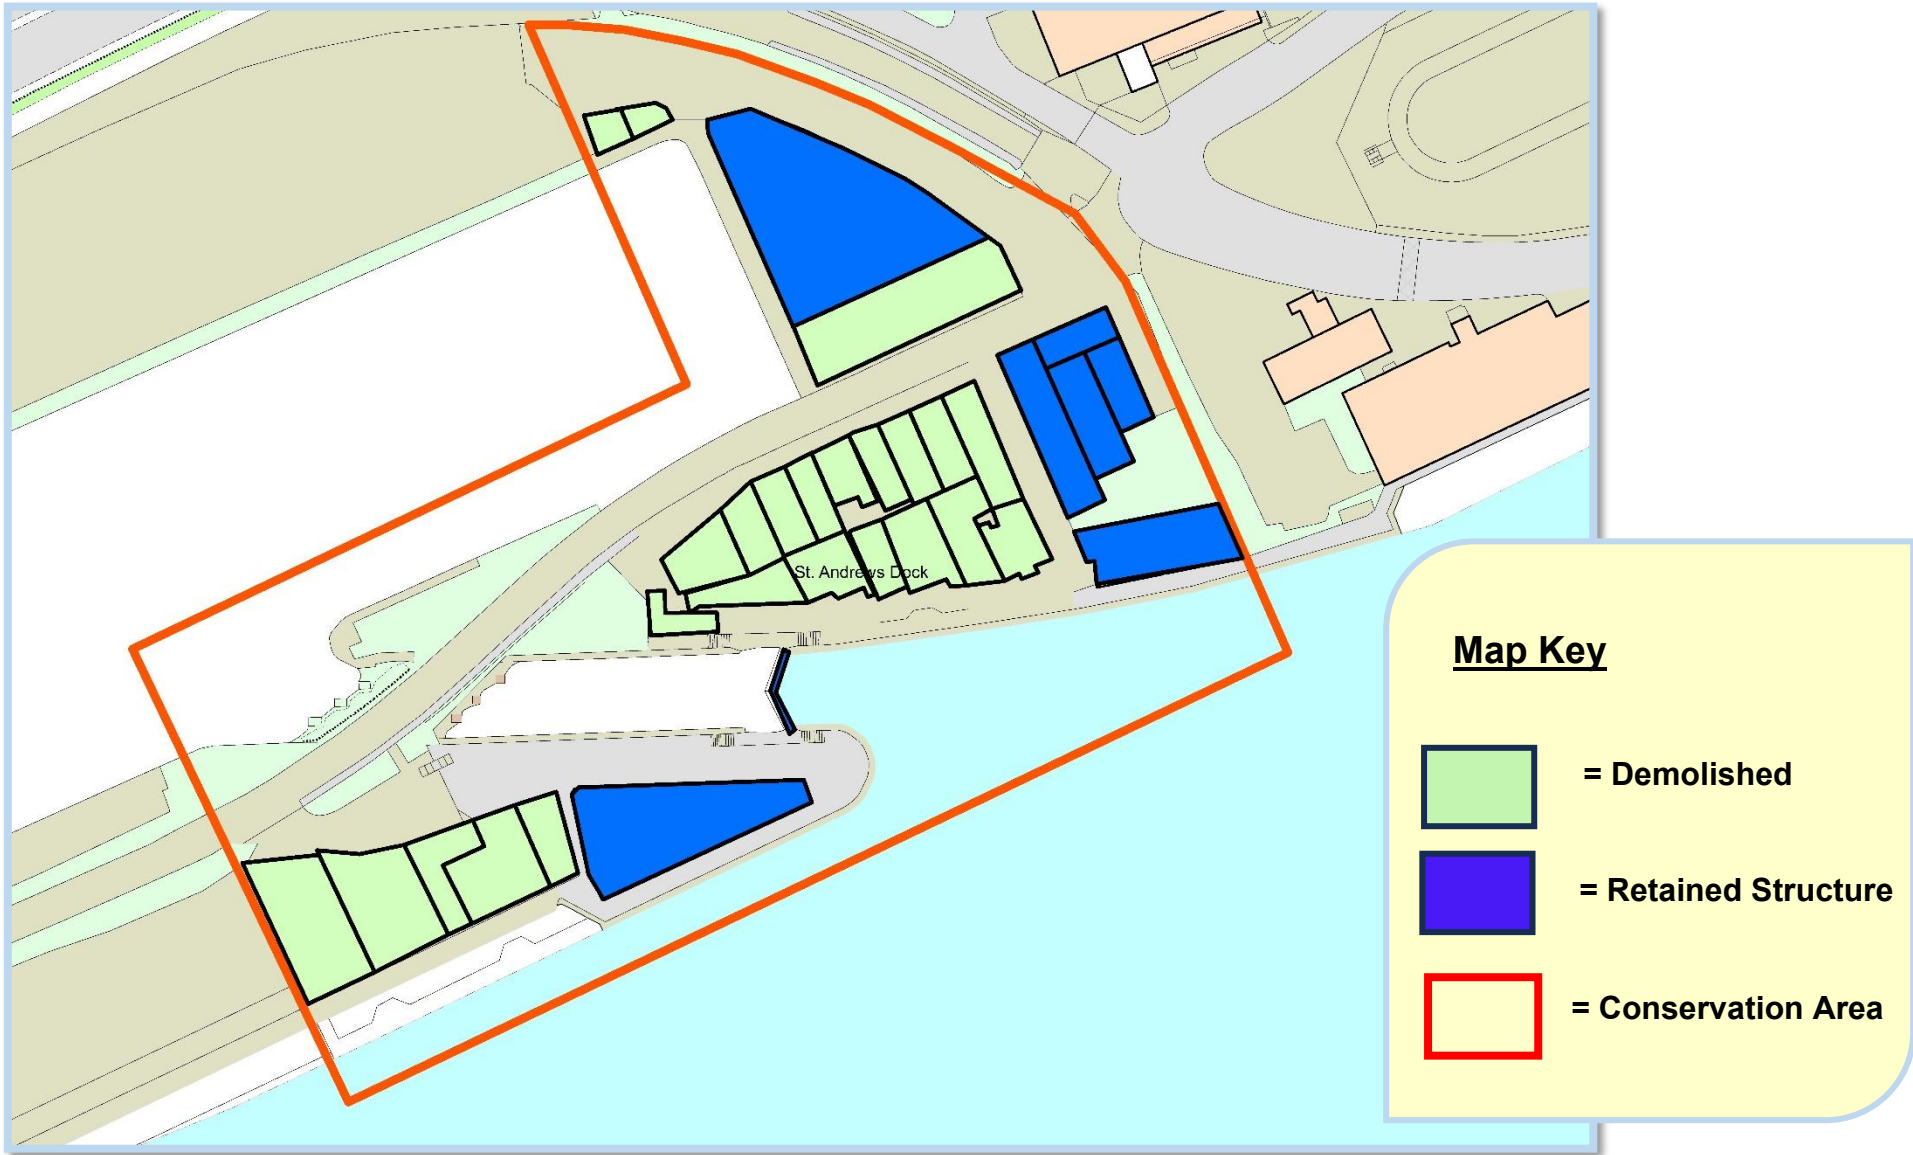 St. Andrews Dock
Map Key
= Demolished
= Retained Structure
= Conservation Area